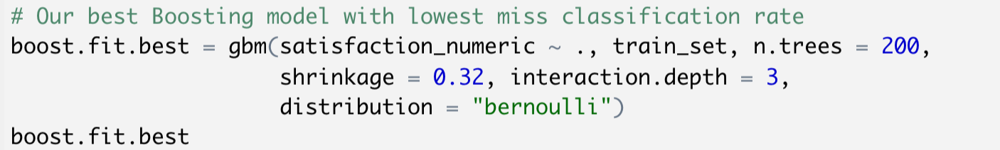 # Our best Boosting model with lowest miss classification rate
boost.fit.best = gbm(satisfaction_numeric ~ ., train_set, n.trees = 200,
                     shrinkage = 0.32, interaction.depth = 3,
                     distribution = "bernoulli")
boost.fit.best